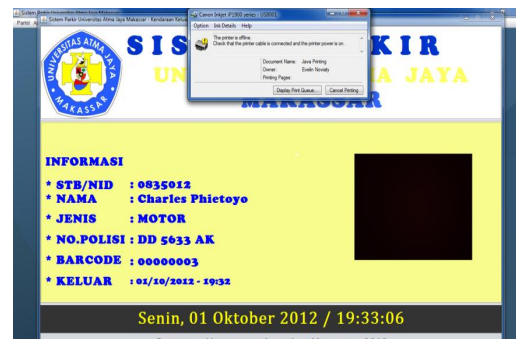 Sistem Parkir Universitas Atma Jaya Makassar - Kendaraan Keluar
Canon Inkjet iP1900 series - USB001
Option Ink Details Help
The printer is offline.
Check that the printer cable is connected and the printer power is on.
Document Name: Java Printing
Owner: Evelin Noviaty
Printing Pages:
Display Print Queue... Cancel Printing
SIS KIR
UN A JAYA
MAKASSAR
UNIVERSITAS ATMA JAYA
MAKASSAR
INFORMASI
* STB/NID : 0835012
* NAMA : Charles Phietoyo
* JENIS : MOTOR
* NO.POLISI : DD 5633 AK
* BARCODE : 00000003
* KELUAR : 01/10/2012 - 19:32
Senin, 01 Oktober 2012 / 19:33:06